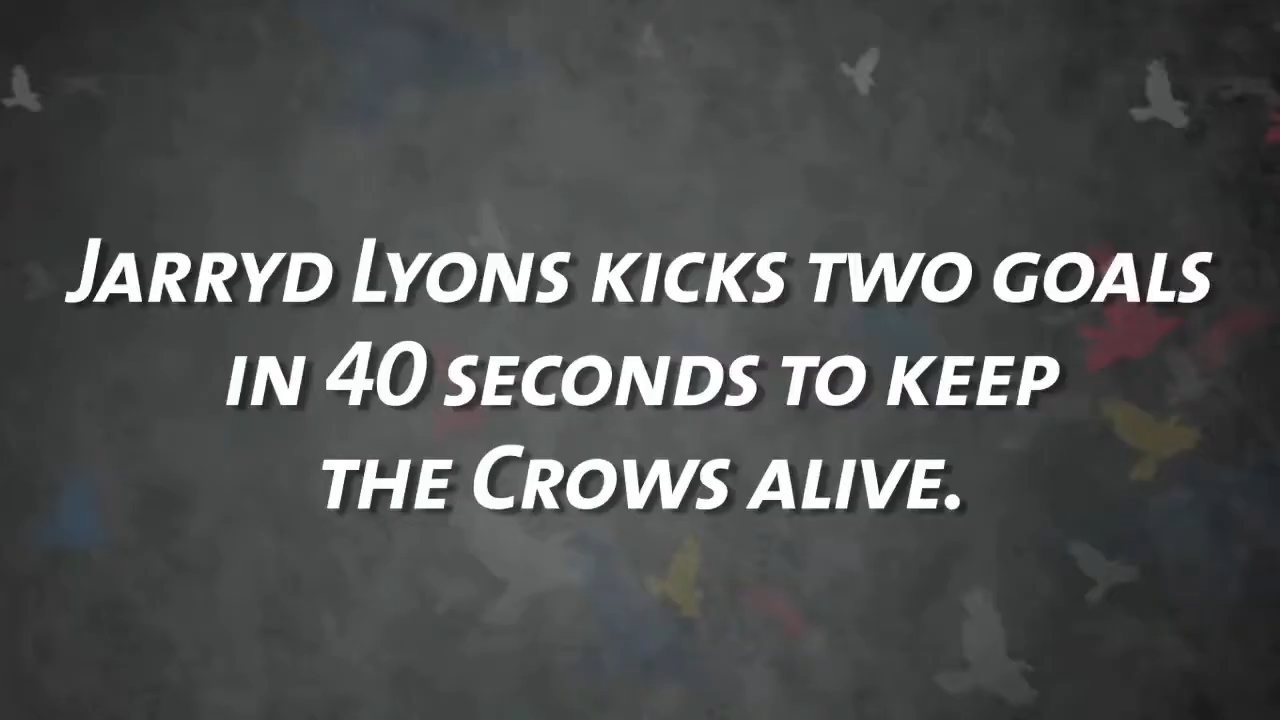 Jarryd Lyons kicks two goals
in 40 seconds to keep
the Crows alive.